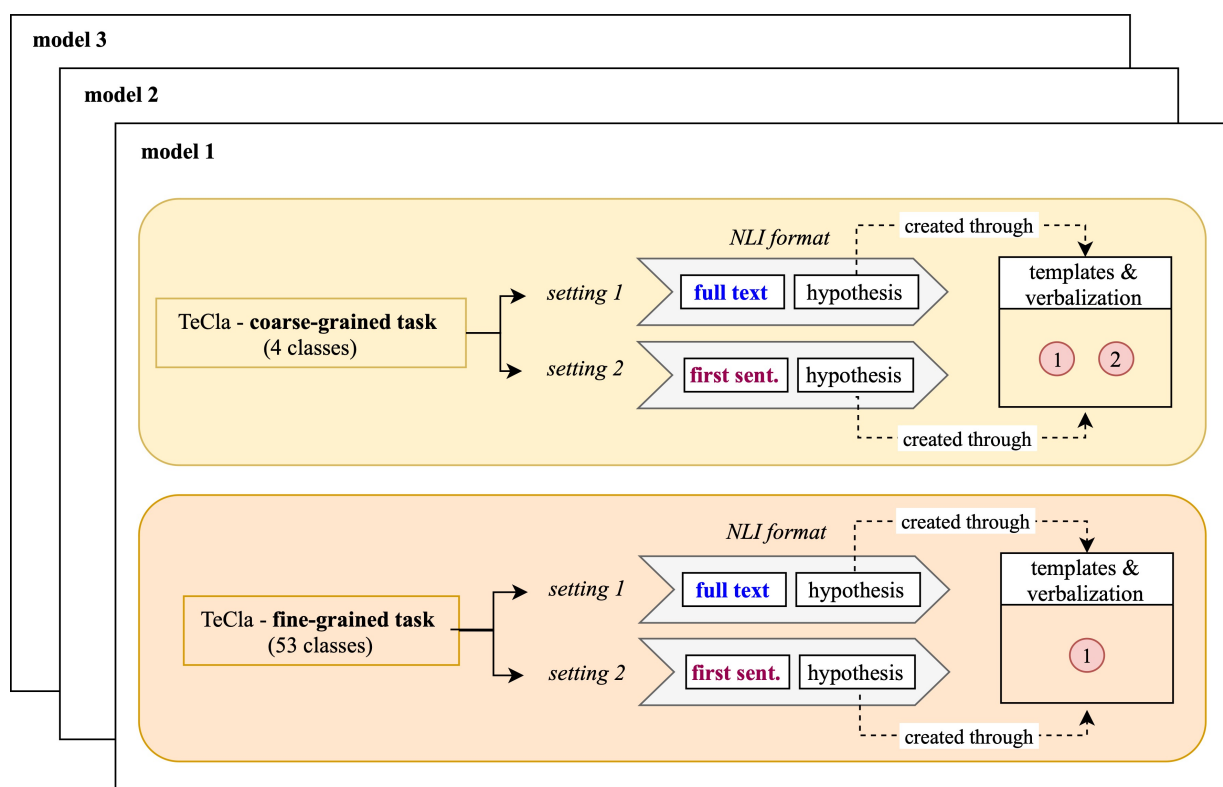 model 3
model 2
model 1
NLI format
created through
TeCla - coarse-grained task
(4 classes)
setting 1
full text
hypothesis
setting 2
first sent.
hypothesis
created through
templates &
verbalization
1
2
NLI format
created through
TeCla - fine-grained task
(53 classes)
setting 1
full text
hypothesis
setting 2
first sent.
hypothesis
created through
templates &
verbalization
1